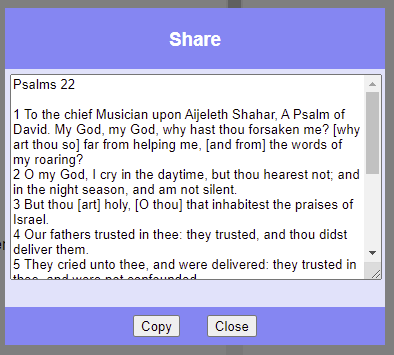 Share
Psalms 22
1 To the chief Musician upon Aijeleth Shahar, A Psalm of
David. My God, my God, why hast thou forsaken me? [why
art thou so] far from helping me, [and from] the words of
my roaring?
2 O my God, I cry in the daytime, but thou hearest not; and
in the night season, and am not silent.
3 But thou [art] holy, [O thou] that inhabitest the praises of
Israel.
4 Our fathers trusted in thee: they trusted, and thou didst
deliver them.
5 They cried unto thee, and were delivered: they trusted in
thee, and were not confounded
Copy Close